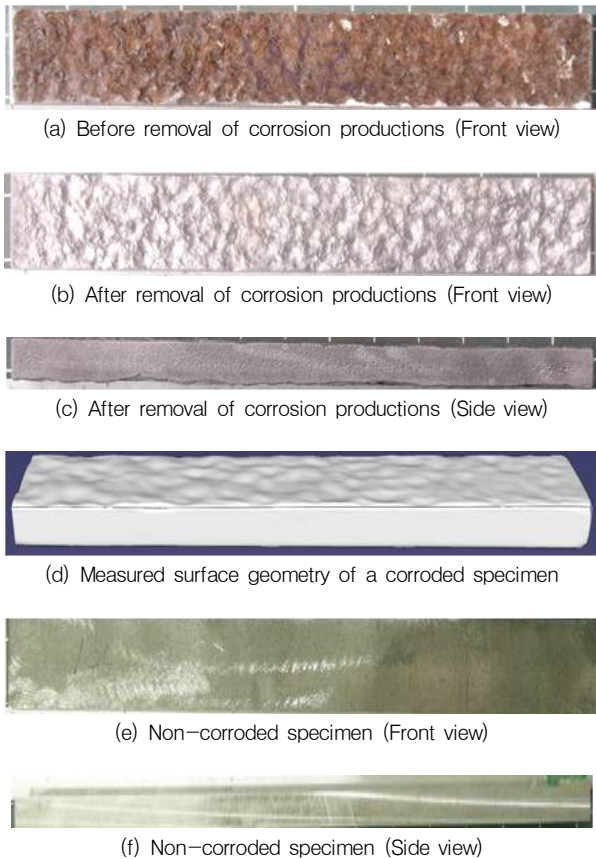 (a) Before removal of corrosion productions (Front view)
(b) After removal of corrosion productions (Front view)
(c) After removal of corrosion productions (Side view)
(d) Measured surface geometry of a corroded specimen
(e) Non-corroded specimen (Front view)
(f) Non-corroded specimen (Side view)